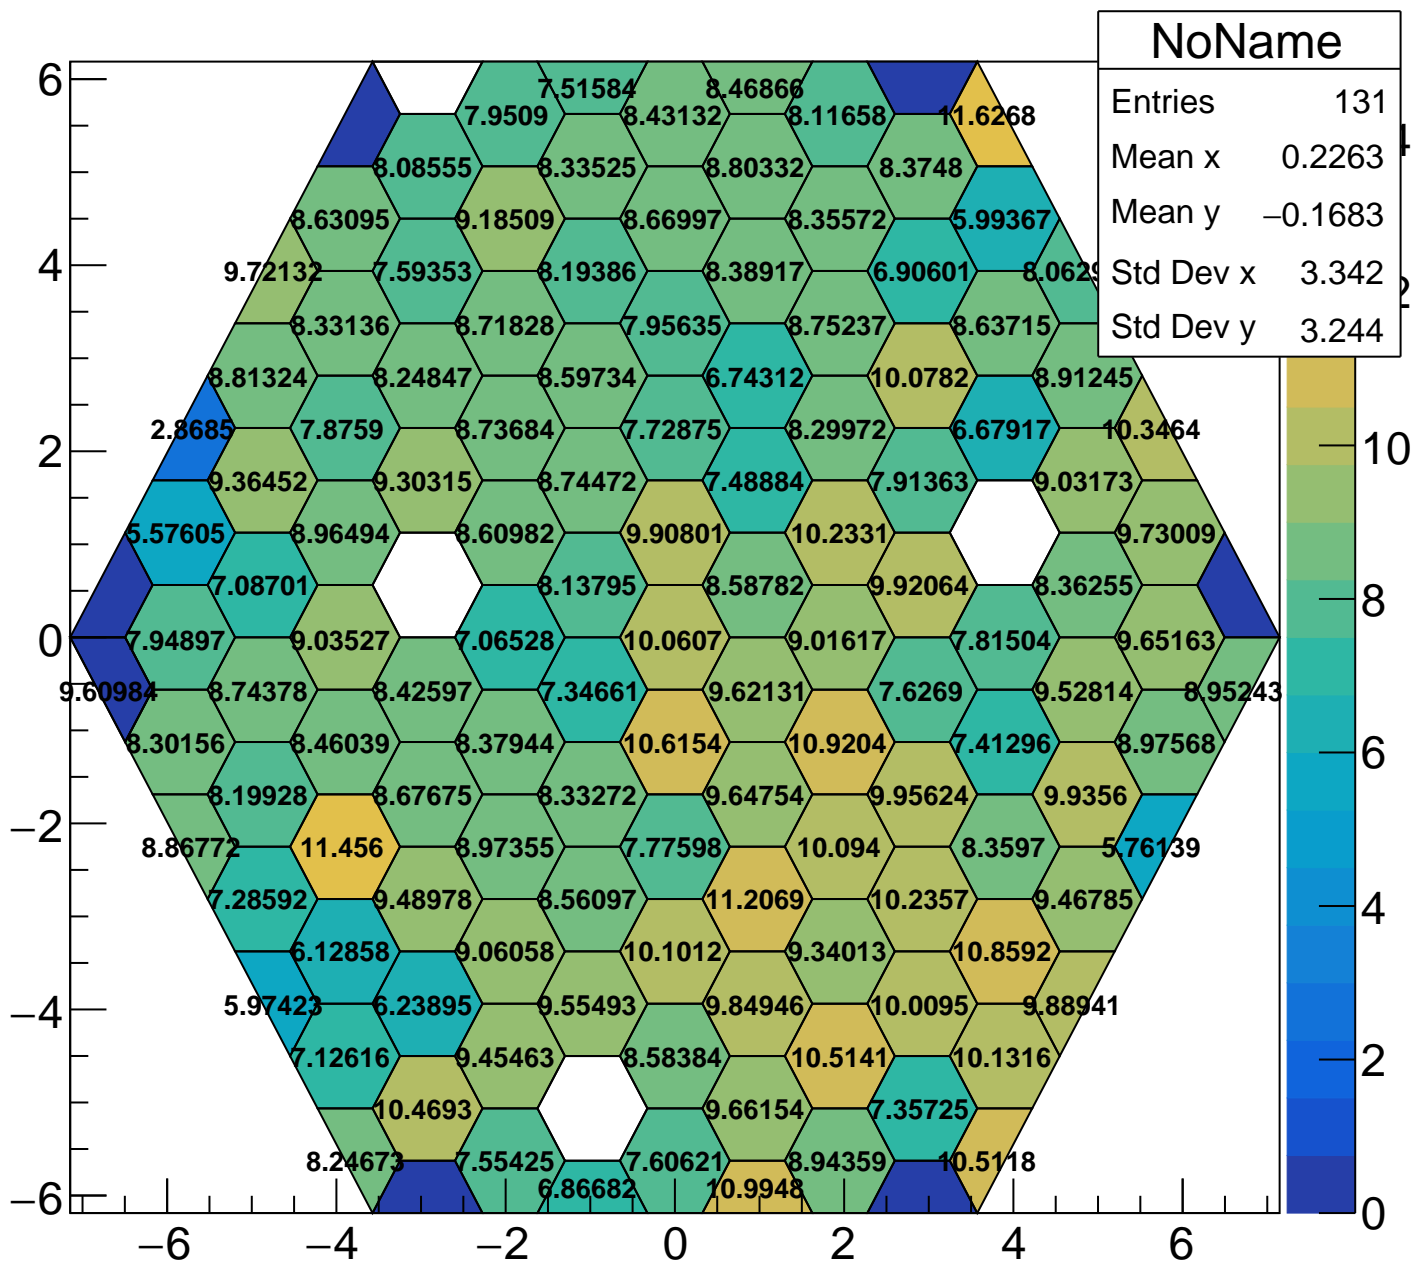 NoName
Entries 131
Mean x 0.2263
Mean y −0.1683
Std Dev x 3.342
Std Dev y 3.244
6
7.51584 8.46866
7.9509 8.43132 8.11658 11.6268
8.08555 8.33525 8.80332 8.3748
8.63095 9.18509 8.66997 8.35572 5.99367
4
9.72132 7.59353 8.19386 8.38917 6.90601 8.0629
8.33136 8.71828 7.95635 8.75237 8.63715
8.81324 8.24847 8.59734 6.74312 10.0782 8.91245
2.8685 7.8759 8.73684 7.72875 8.29972 6.67917 10.3464
2
9.36452 9.30315 8.74472 7.48884 7.91363 9.03173
5.57605 8.96494 8.60982 9.90801 10.2331 9.73009
7.08701 8.13795 8.58782 9.92064 8.36255
0 7.94897 9.03527 7.06528 10.0607 9.01617 7.81504 9.65163
9.60984 8.74378 8.42597 7.34661 9.62131 7.6269 9.52814 8.95243
8.30156 8.46039 8.37944 10.6154 10.9204 7.41296 8.97568
8.19928 8.67675 8.33272 9.64754 9.95624 9.9356
−2
8.86772 11.456 8.97355 7.77598 10.094 8.3597 5.76139
7.28592 9.48978 8.56097 11.2069 10.2357 9.46785
6.12858 9.06058 10.1012 9.34013 10.8592
−4 5.97423 6.23895 9.55493 9.84946 10.0095 9.88941
7.12616 9.45463 8.58384 10.5141 10.1316
10.4693 9.66154 7.35725
8.24673 7.55425 7.60621 8.94359 10.5118
−6 6.86682 10.9948
−6 −4 −2 0 2 4 6
4
2
10
8
6
4
2
0